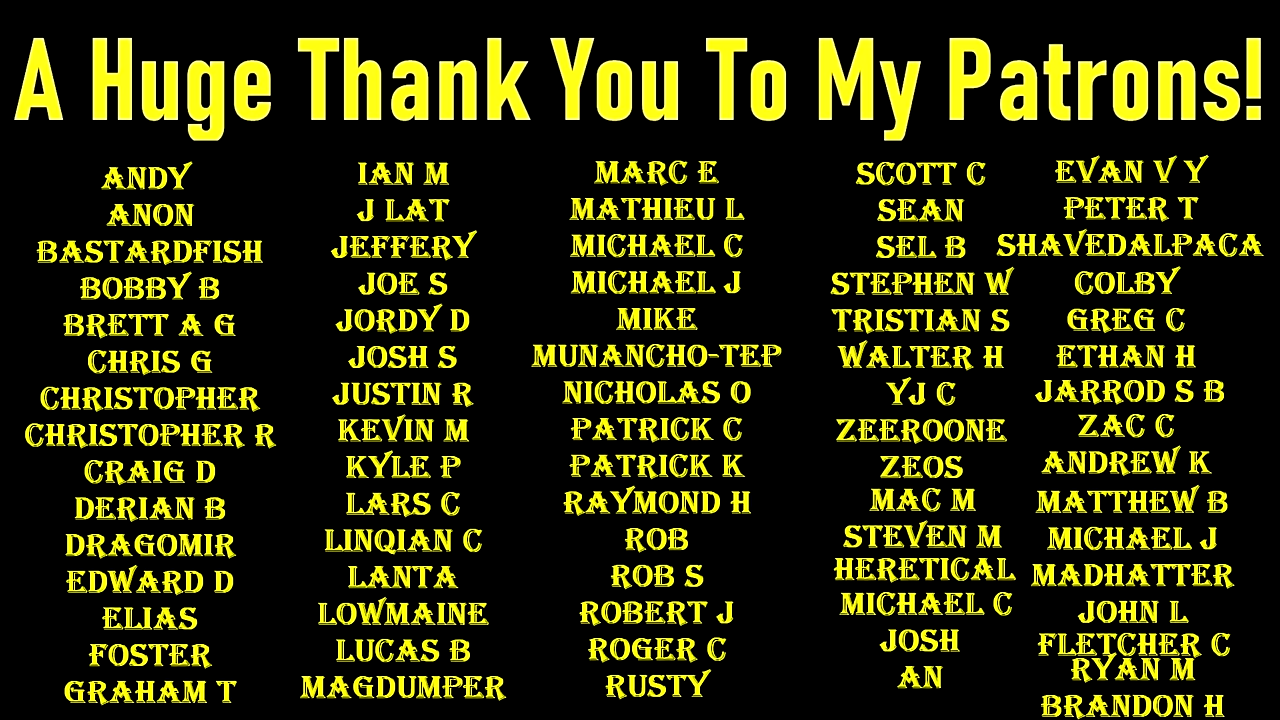 A Huge Thank You To My Patrons!
ANDY
ANON
BASTARDFISH
BOBBY B
BRETT A G
CHRIS G
CHRISTOPHER
CHRISTOPHER R
CRAIG D
DERIAN B
DRAGOMIR
EDWARD D
ELIAS
FOSTER
GRAHAM T
IAN M
J LAT
JEFFERY
JOE S
JORDY D
JOSH S
JUSTIN R
KEVIN M
KYLE P
LARS C
LINQIAN C
LANTA
LOWMAINE
LUCAS B
MAGDUMPER
MARC E
MATHIEU L
MICHAEL C
MICHAEL J
MIKE
MUNANCHO-TEP
NICHOLAS O
PATRICK C
PATRICK K
RAYMOND H
ROB
ROB S
ROBERT J
ROGER C
RUSTY
SCOTT C
SEAN
SEL B
STEPHEN W
TRISTIAN S
WALTER H
YJ C
ZEEROONE
ZEOS
MAC M
STEVEN M
HERETICAL
MICHAEL C
JOSH
AN
EVAN V Y
PETER T
SHAVEDALPACA
COLBY
GREG C
ETHAN H
JARROD S B
ZAC C
ANDREW K
MATTHEW B
MICHAEL J
MADHATTER
JOHN L
FLETCHER C
RYAN M
BRANDON H